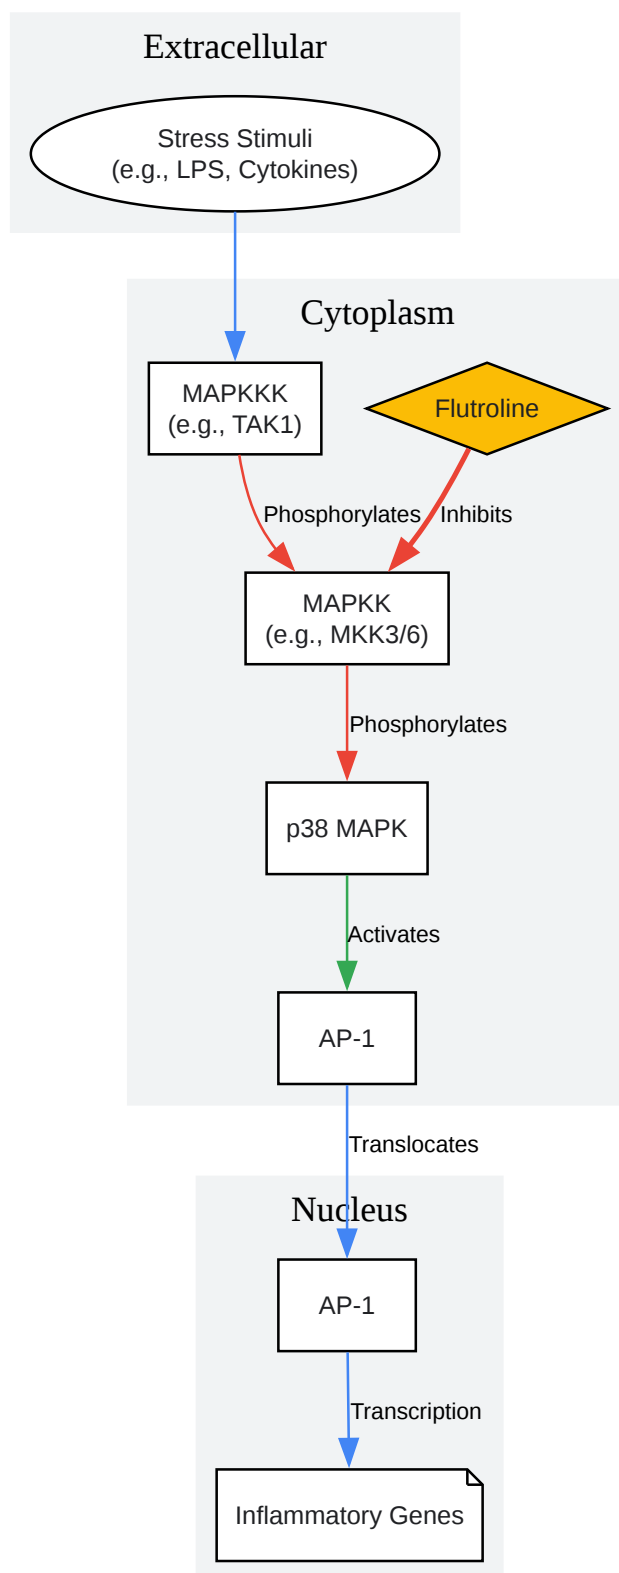 Extracellular
Stress Stimuli
(e.g., LPS, Cytokines)
Cytoplasm
MAPKKK
(e.g., TAK1)
Flutroline
Phosphorylates
Inhibits
MAPKK
(e.g., MKK3/6)
Phosphorylates
p38 MAPK
Activates
AP-1
Translocates
Nucleus
AP-1
Transcription
Inflammatory Genes